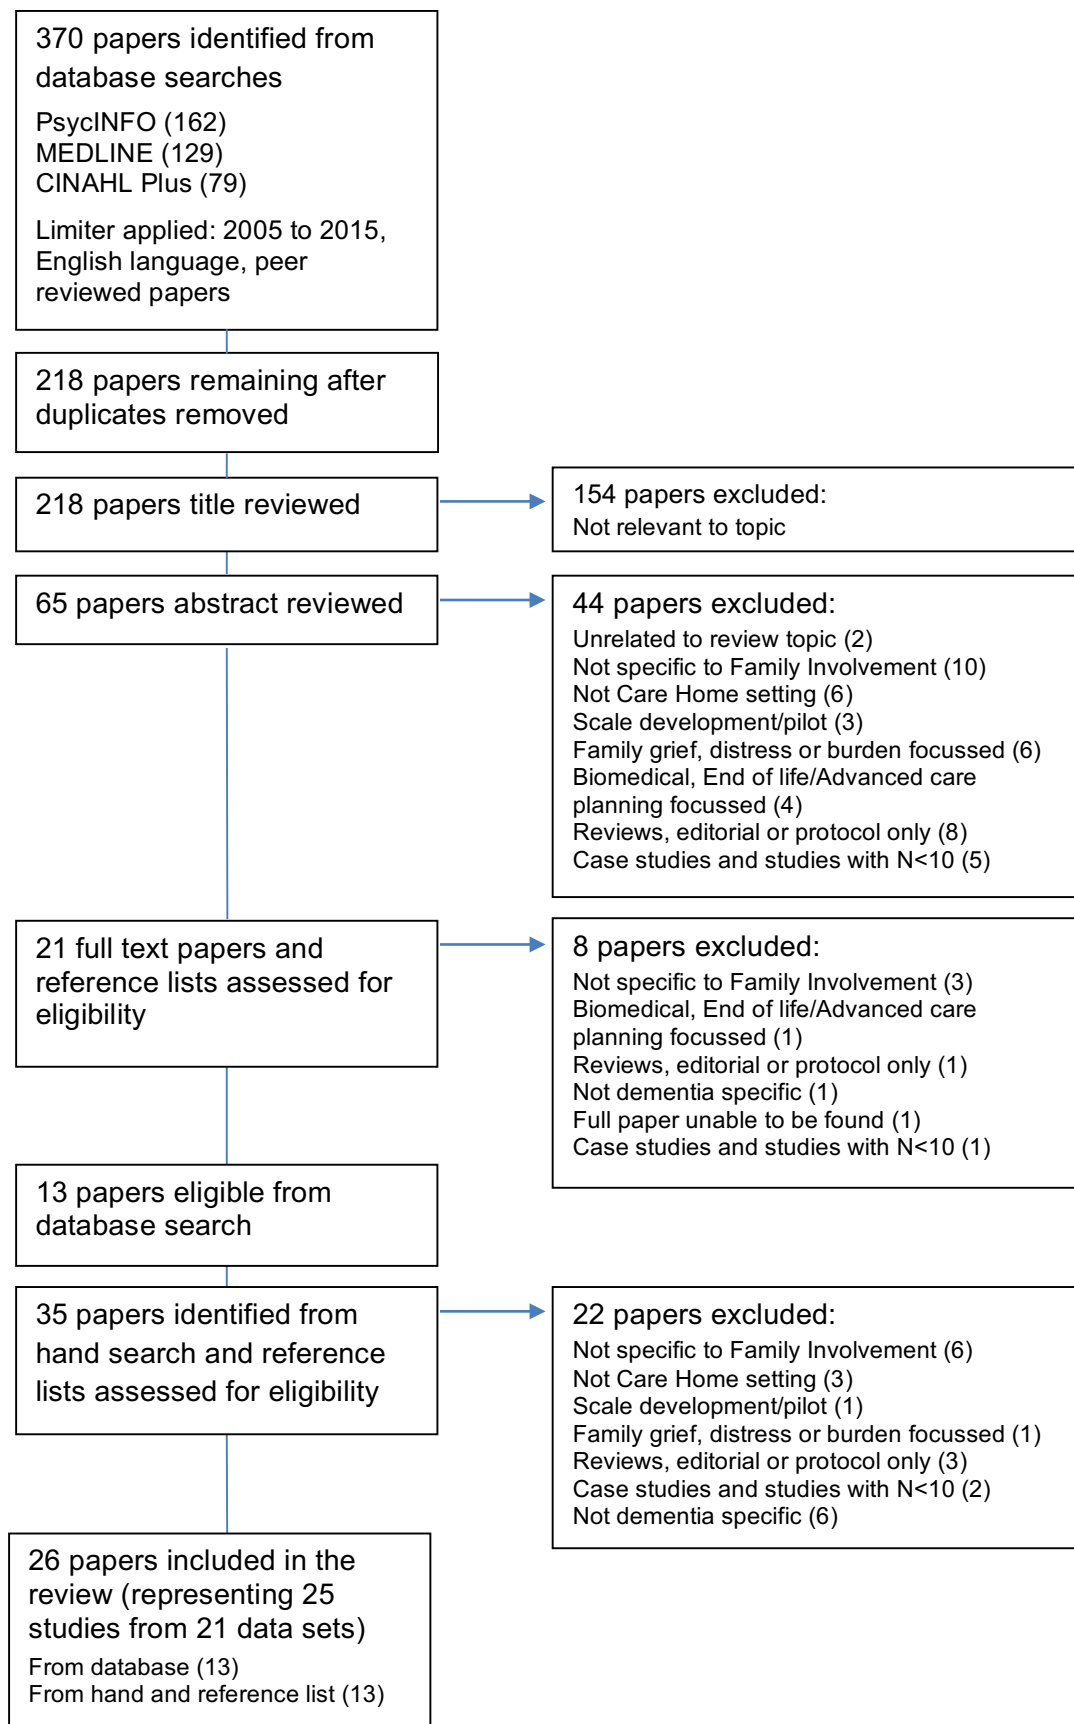 370 papers identified from
database searches
PsycINFO (162)
MEDLINE (129)
CINAHL Plus (79)
Limiter applied: 2005 to 2015,
English language, peer
reviewed papers
218 papers remaining after
duplicates removed
218 papers title reviewed
154 papers excluded:
Not relevant to topic
65 papers abstract reviewed
44 papers excluded:
Unrelated to review topic (2)
Not specific to Family Involvement (10)
Not Care Home setting (6)
Scale development/pilot (3)
Family grief, distress or burden focussed (6)
Biomedical, End of life/Advanced care
planning focussed (4)
Reviews, editorial or protocol only (8)
Case studies and studies with N<10 (5)
21 full text papers and
reference lists assessed for
eligibility
8 papers excluded:
Not specific to Family Involvement (3)
Biomedical, End of life/Advanced care
planning focussed (1)
Reviews, editorial or protocol only (1)
Not dementia specific (1)
Full paper unable to be found (1)
Case studies and studies with N<10 (1)
13 papers eligible from
database search
35 papers identified from
hand search and reference
lists assessed for eligibility
22 papers excluded:
Not specific to Family Involvement (6)
Not Care Home setting (3)
Scale development/pilot (1)
Family grief, distress or burden focussed (1)
Reviews, editorial or protocol only (3)
Case studies and studies with N<10 (2)
Not dementia specific (6)
26 papers included in the
review (representing 25
studies from 21 data sets)
From database (13)
From hand and reference list (13)